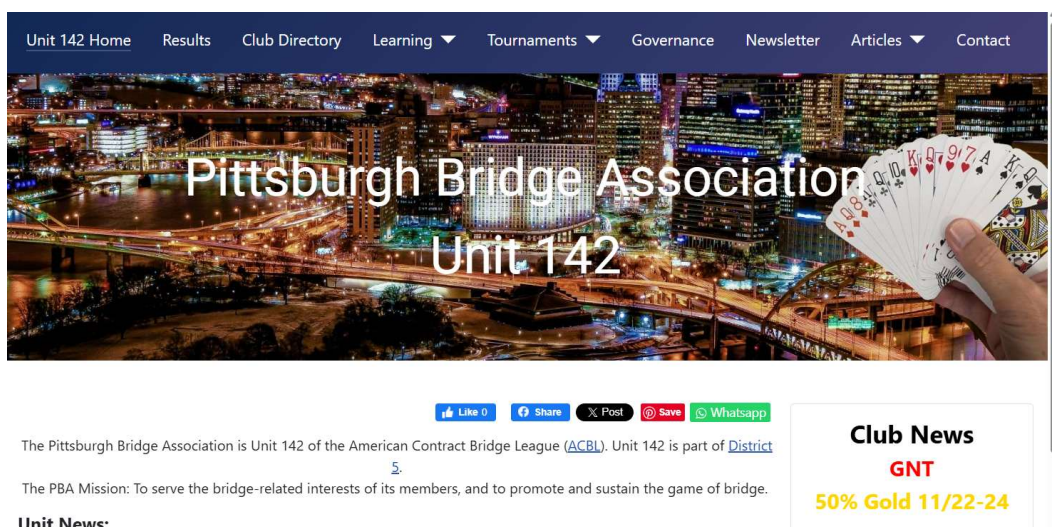 Unit 142 Home Results Club Directory Learning Tournaments Governance Newsletter Articles Contact
Pittsburgh Bridge Association
Unit 142
Like 0 Share Post Save Whatsapp
The Pittsburgh Bridge Association is Unit 142 of the American Contract Bridge League (ACBL). Unit 142 is part of District
5.
The PBA Mission: To serve the bridge-related interests of its members, and to promote and sustain the game of bridge.
Unit News:
Club News
GNT
50% Gold 11/22-24